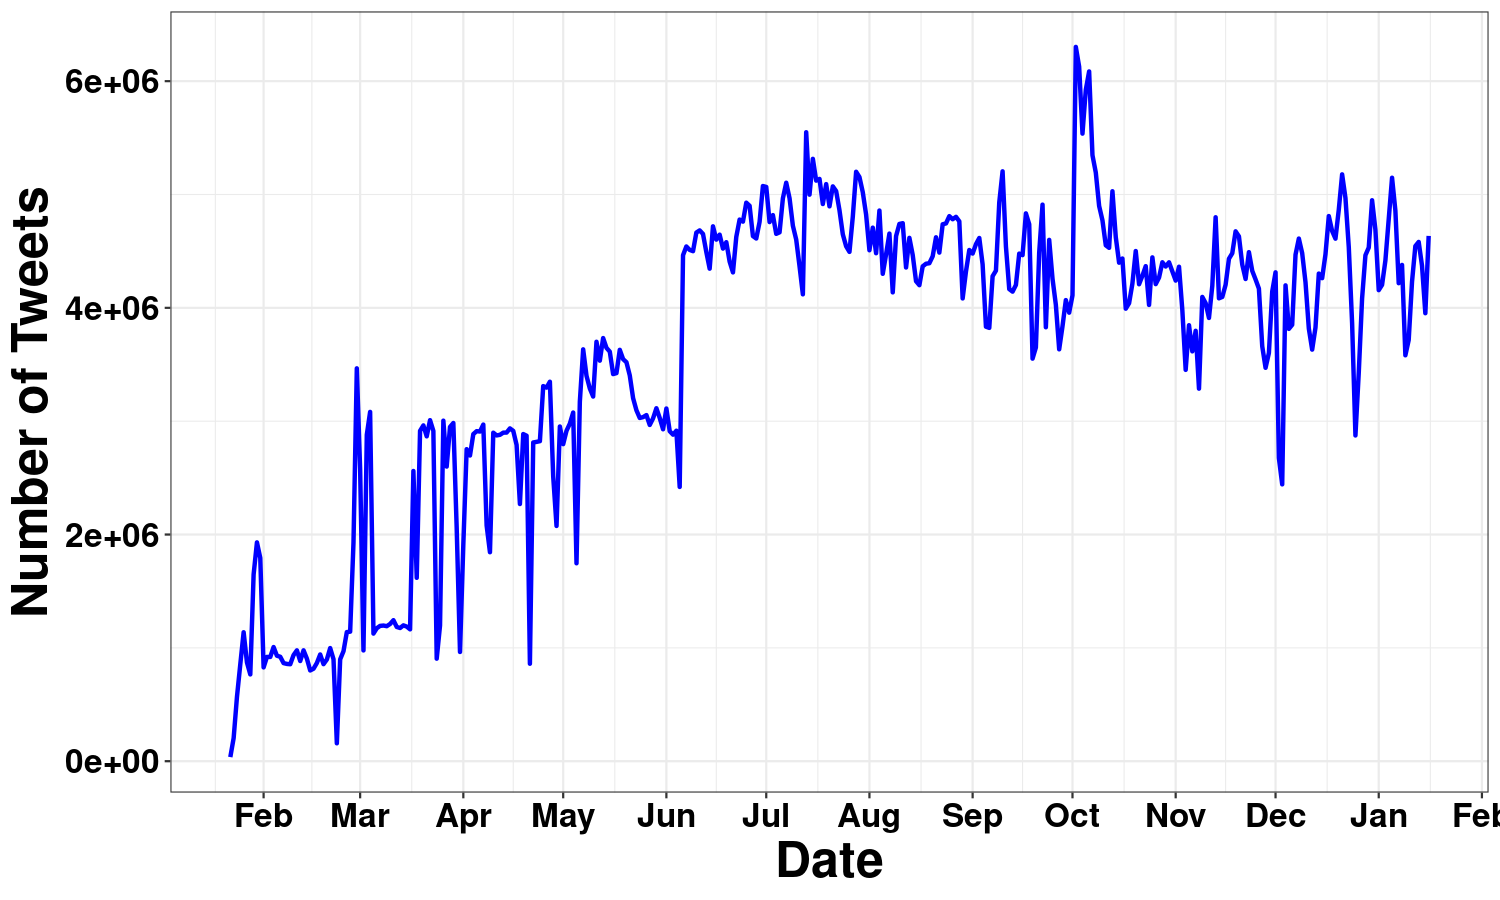 Number of Tweets
6e+06
4e+06
2e+06
0e+00
Feb Mar Apr May Jun Jul Aug Sep Oct Nov Dec Jan Feb
Date